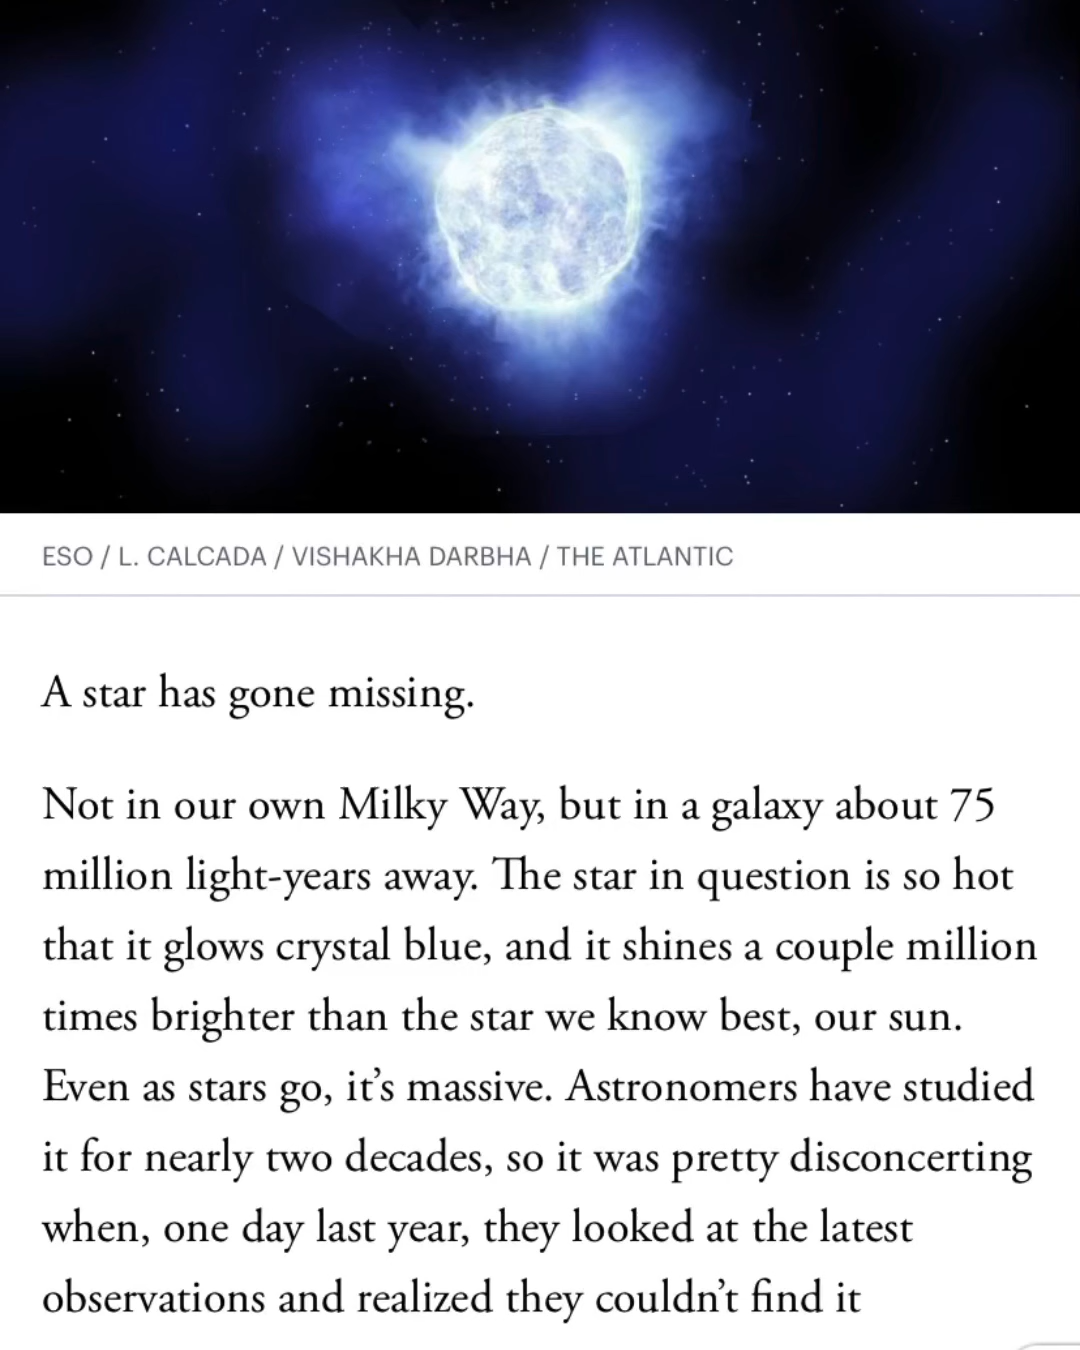 ESO / L. CALCADA / VISHAKHA DARBHA / THE ATLANTIC
A star has gone missing.
Not in our own Milky Way, but in a galaxy about 75
million light-years away. The star in question is so hot
that it glows crystal blue, and it shines a couple million
times brighter than the star we know best, our sun.
Even as stars go, it’s massive. Astronomers have studied
it for nearly two decades, so it was pretty disconcerting
when, one day last year, they looked at the latest
observations and realized they couldn’t find it